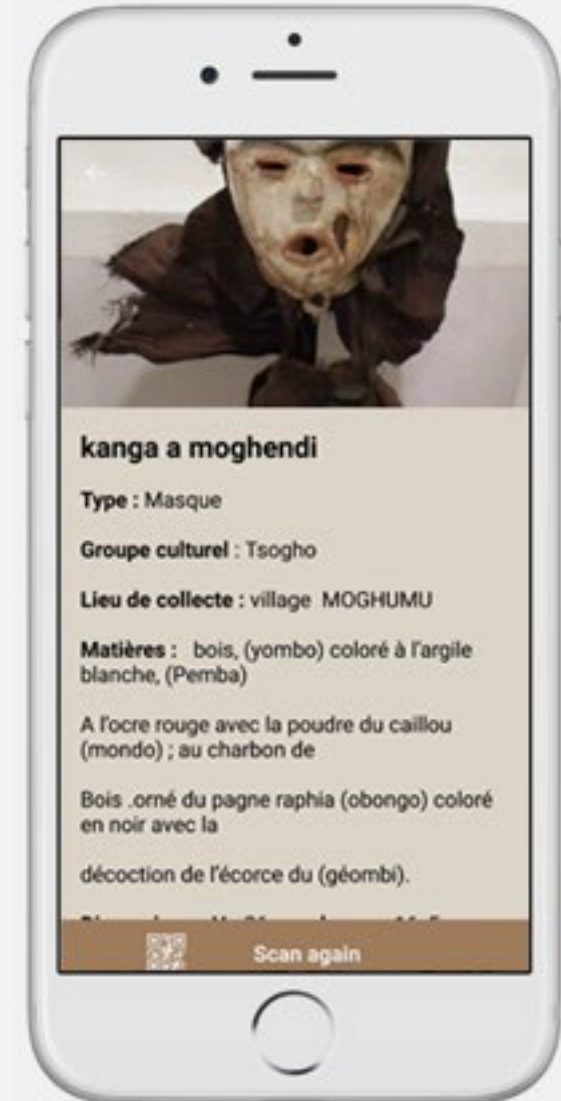 kanga a moghendi
Type : Masque
Groupe culturel : Tsogho
Lieu de collecte : village MOGHUMU
Matières : bois, (yombo) coloré à l'argile
blanche, (Pemba)
A l'ocre rouge avec la poudre du caillou
(mondo) ; au charbon de
Bois .orné du pagne raphia (obongo) coloré
en noir avec la
décoction de l'écorce du (géombi).
Scan again